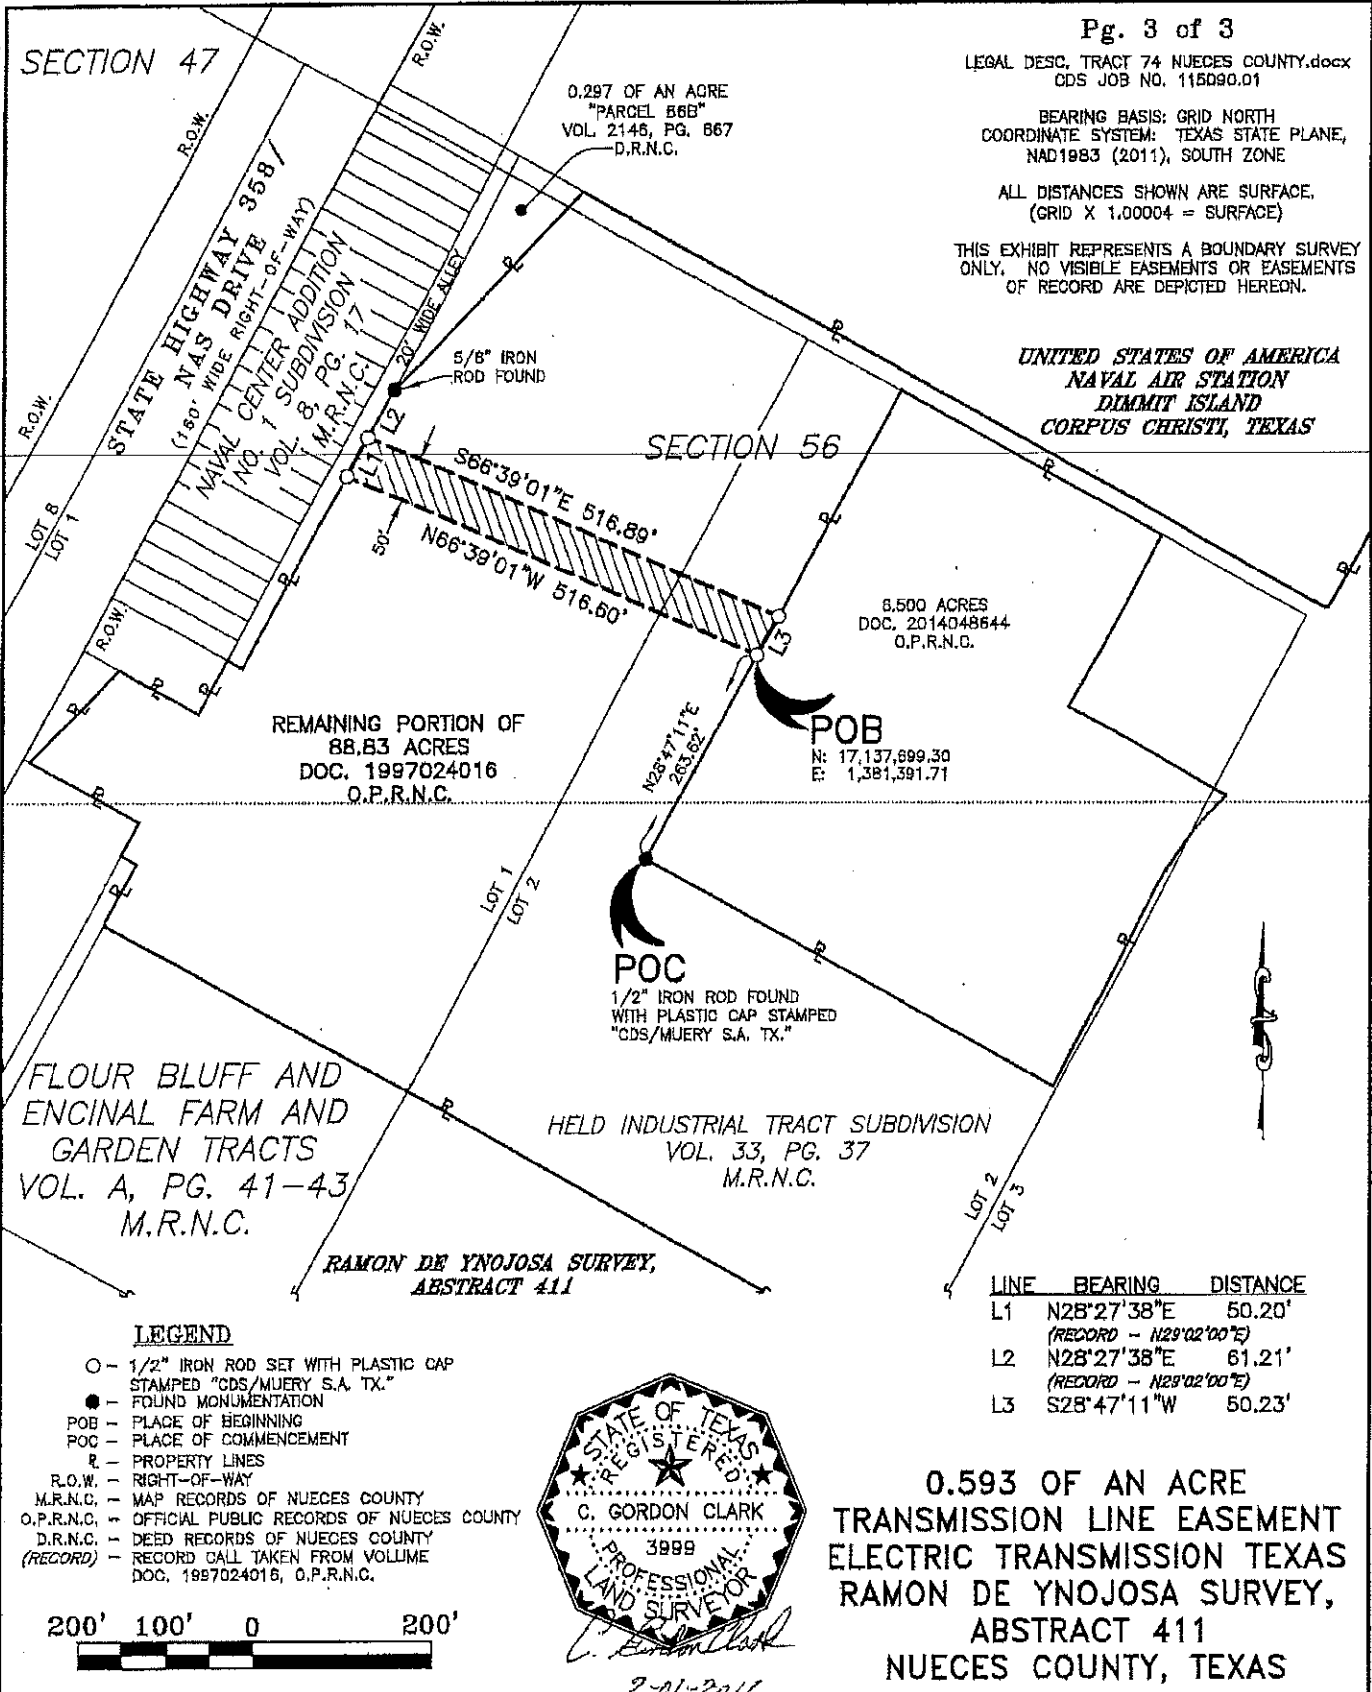 Pg. 3 of 3
LEGAL DESC. TRACT 74 NUECES COUNTY.docx
CDS JOB NO. 115090.01
BEARING BASIS: GRID NORTH
COORDINATE SYSTEM: TEXAS STATE PLANE,
NAD1983 (2011), SOUTH ZONE
ALL DISTANCES SHOWN ARE SURFACE.
(GRID X 1.00004 = SURFACE)
THIS EXHIBIT REPRESENTS A BOUNDARY SURVEY
ONLY. NO VISIBLE EASEMENTS OR EASEMENTS
OF RECORD ARE DEPICTED HEREON.
UNITED STATES OF AMERICA
NAVAL AIR STATION
DIMMIT ISLAND
CORPUS CHRISTI, TEXAS
SECTION 47
R.O.W.
R.O.W.
R.O.W.
R.O.W.
0.297 OF AN ACRE
"PARCEL 66B"
VOL. 2146, PG. 667
D.R.N.C.
STATE HIGHWAY 358/
NAS DRIVE
(160' WIDE RIGHT-OF-WAY)
NAVAL CENTER ADDITION
NO. 1 SUBDIVISION
VOL. 8, PG. 17
M.R.N.C.
20' WIDE ALLEY
5/8" IRON
ROD FOUND
L2
L1
SECTION 56
S66°39'01"E 516.89'
N66°39'01"W 516.60'
50'
LOT 8
LOT 1
L3
8.500 ACRES
DOC. 2014048644
O.P.R.N.C.
POB
N: 17,137,699.30
E: 1,381,391.71
REMAINING PORTION OF
88.83 ACRES
DOC. 1997024016
O.P.R.N.C.
N28°47'11"E
263.62'
LOT 1
LOT 2
POC
1/2" IRON ROD FOUND
WITH PLASTIC CAP STAMPED
"CDS/MUERY S.A. TX."
FLOUR BLUFF AND
ENCINAL FARM AND
GARDEN TRACTS
VOL. A, PG. 41-43
M.R.N.C.
HELD INDUSTRIAL TRACT SUBDIVISION
VOL. 33, PG. 37
M.R.N.C.
LOT 2
LOT 3
RAMON DE YNOJOSA SURVEY,
ABSTRACT 411
LINE BEARING DISTANCE
L1 N28°27'38"E 50.20'
(RECORD - N29°02'00"E)
L2 N28°27'38"E 61.21'
(RECORD - N29°02'00"E)
L3 S28°47'11"W 50.23'
LEGEND
○ - 1/2" IRON ROD SET WITH PLASTIC CAP
STAMPED "CDS/MUERY S.A. TX."
● - FOUND MONUMENTATION
POB - PLACE OF BEGINNING
POC - PLACE OF COMMENCEMENT
PL - PROPERTY LINES
R.O.W. - RIGHT-OF-WAY
M.R.N.C. - MAP RECORDS OF NUECES COUNTY
O.P.R.N.C. - OFFICIAL PUBLIC RECORDS OF NUECES COUNTY
D.R.N.C. - DEED RECORDS OF NUECES COUNTY
(RECORD) - RECORD CALL TAKEN FROM VOLUME
DOC. 1997024016, O.P.R.N.C.
200' 100' 0 200'
STATE OF TEXAS
REGISTERED
C. GORDON CLARK
3999
PROFESSIONAL
LAND SURVEYOR
C. Gordon Clark
0.593 OF AN ACRE
TRANSMISSION LINE EASEMENT
ELECTRIC TRANSMISSION TEXAS
RAMON DE YNOJOSA SURVEY,
ABSTRACT 411
NUECES COUNTY, TEXAS